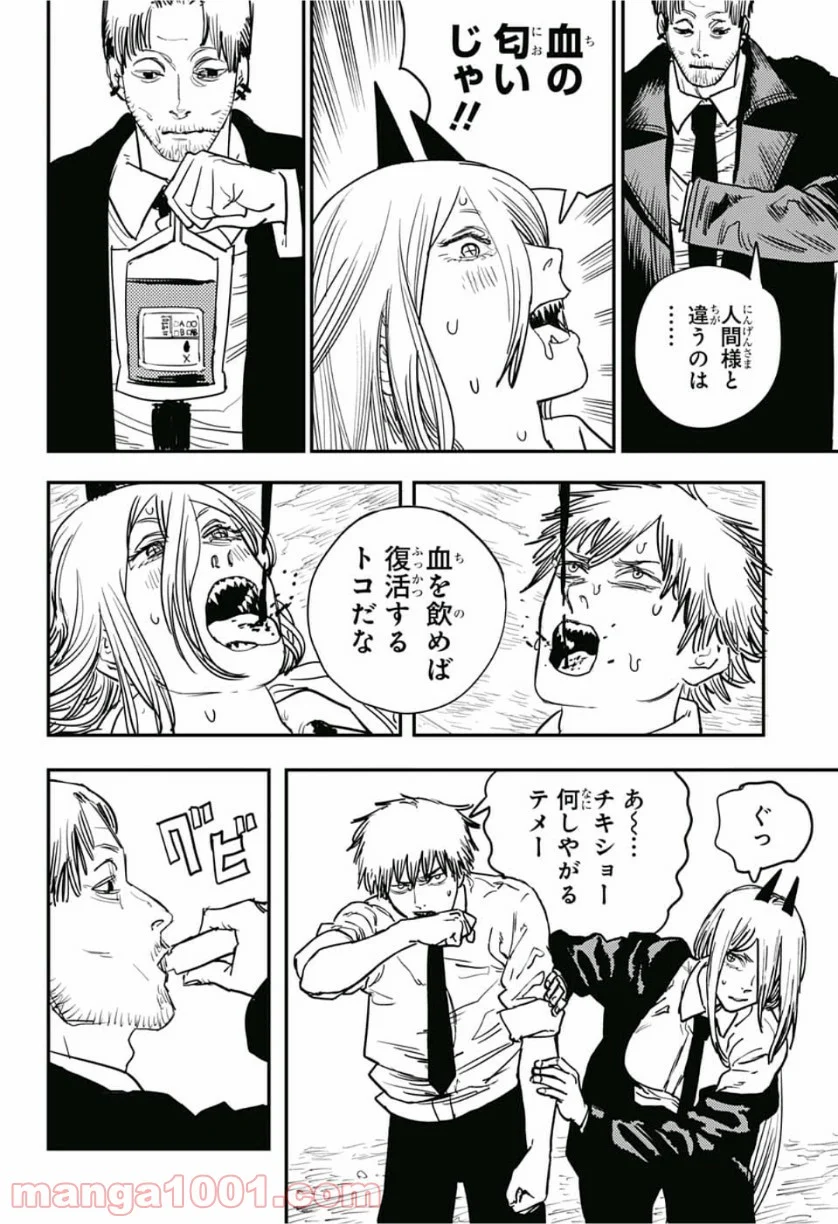 人間様と
違うのは
……
血の
匂い
じゃ!!
□A□O
□B□AB
X
血を飲めば
復活する
トコだな
ぐっ
あ〜…
チキショー
何しやがる
テメー
グビ
manga1001.com